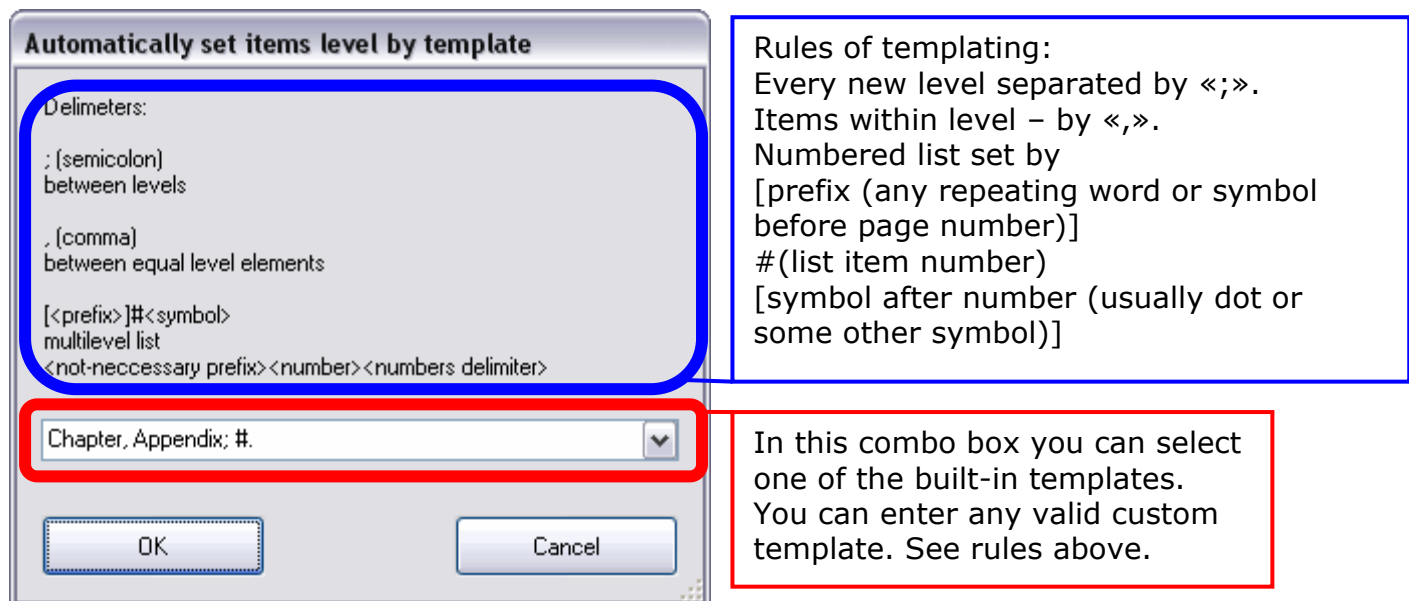 Automatically set items level by template
Delimeters:
; (semicolon)
between levels
, (comma)
between equal level elements
[<prefix>]#<symbol>
multilevel list
<not-neccessary prefix><number><numbers delimiter>
Chapter, Appendix; #.
OK
Cancel
Rules of templating:
Every new level separated by «;».
Items within level – by «,».
Numbered list set by
[prefix (any repeating word or symbol
before page number)]
#(list item number)
[symbol after number (usually dot or
some other symbol)]
In this combo box you can select
one of the built-in templates.
You can enter any valid custom
template. See rules above.